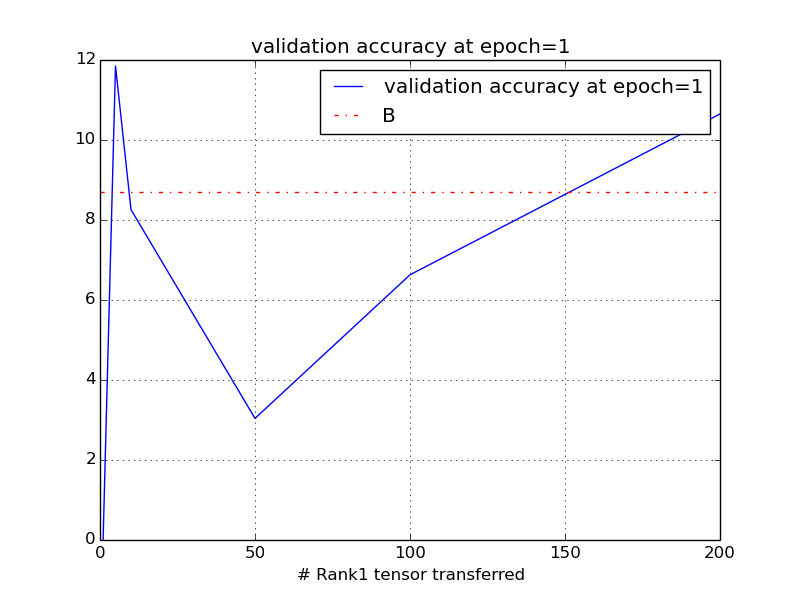 validation accuracy at epoch=1
validation accuracy at epoch=1
B
12
10
8
6
4
2
0
0 50 100 150 200
# Rank1 tensor transferred